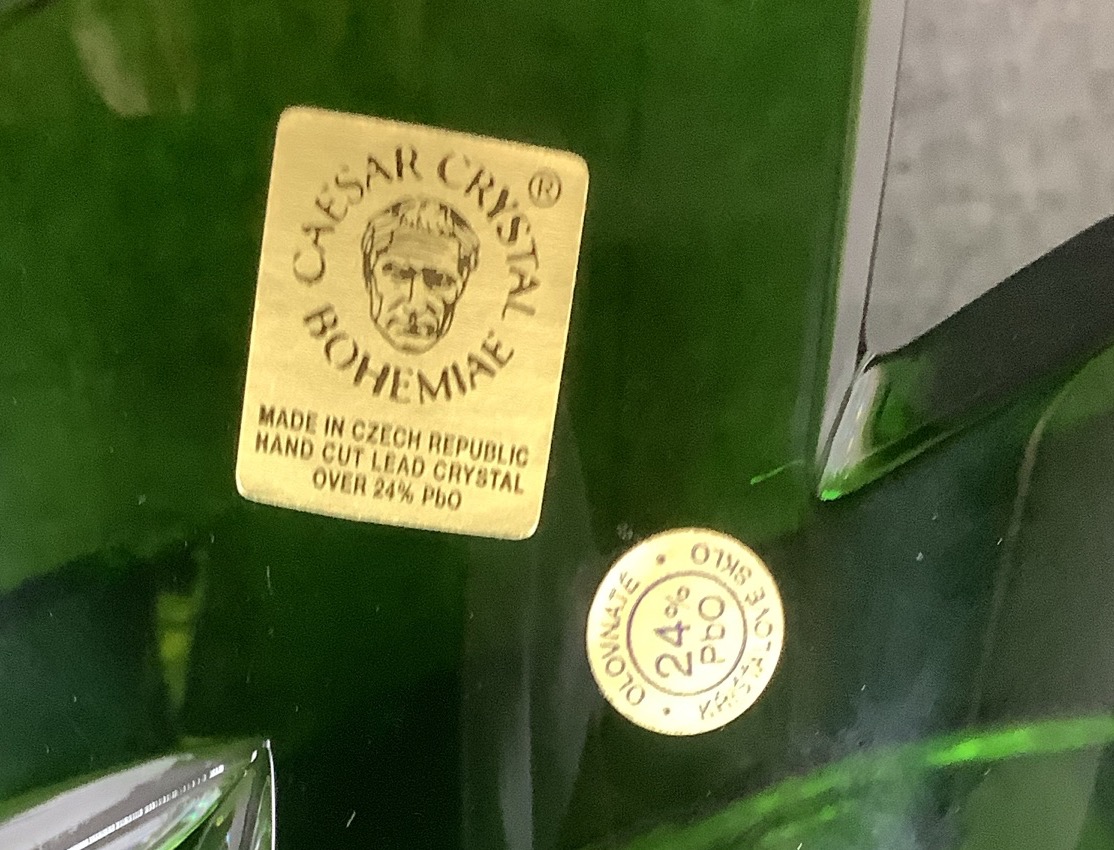 CAESAR CRYSTAL ®
BOHEMIAE
MADE IN CZECH REPUBLIC
HAND CUT LEAD CRYSTAL
OVER 24% PbO
OLOVNATÉ •
KŘIŠŤÁLOVÉ SKLO •
24%
PbO